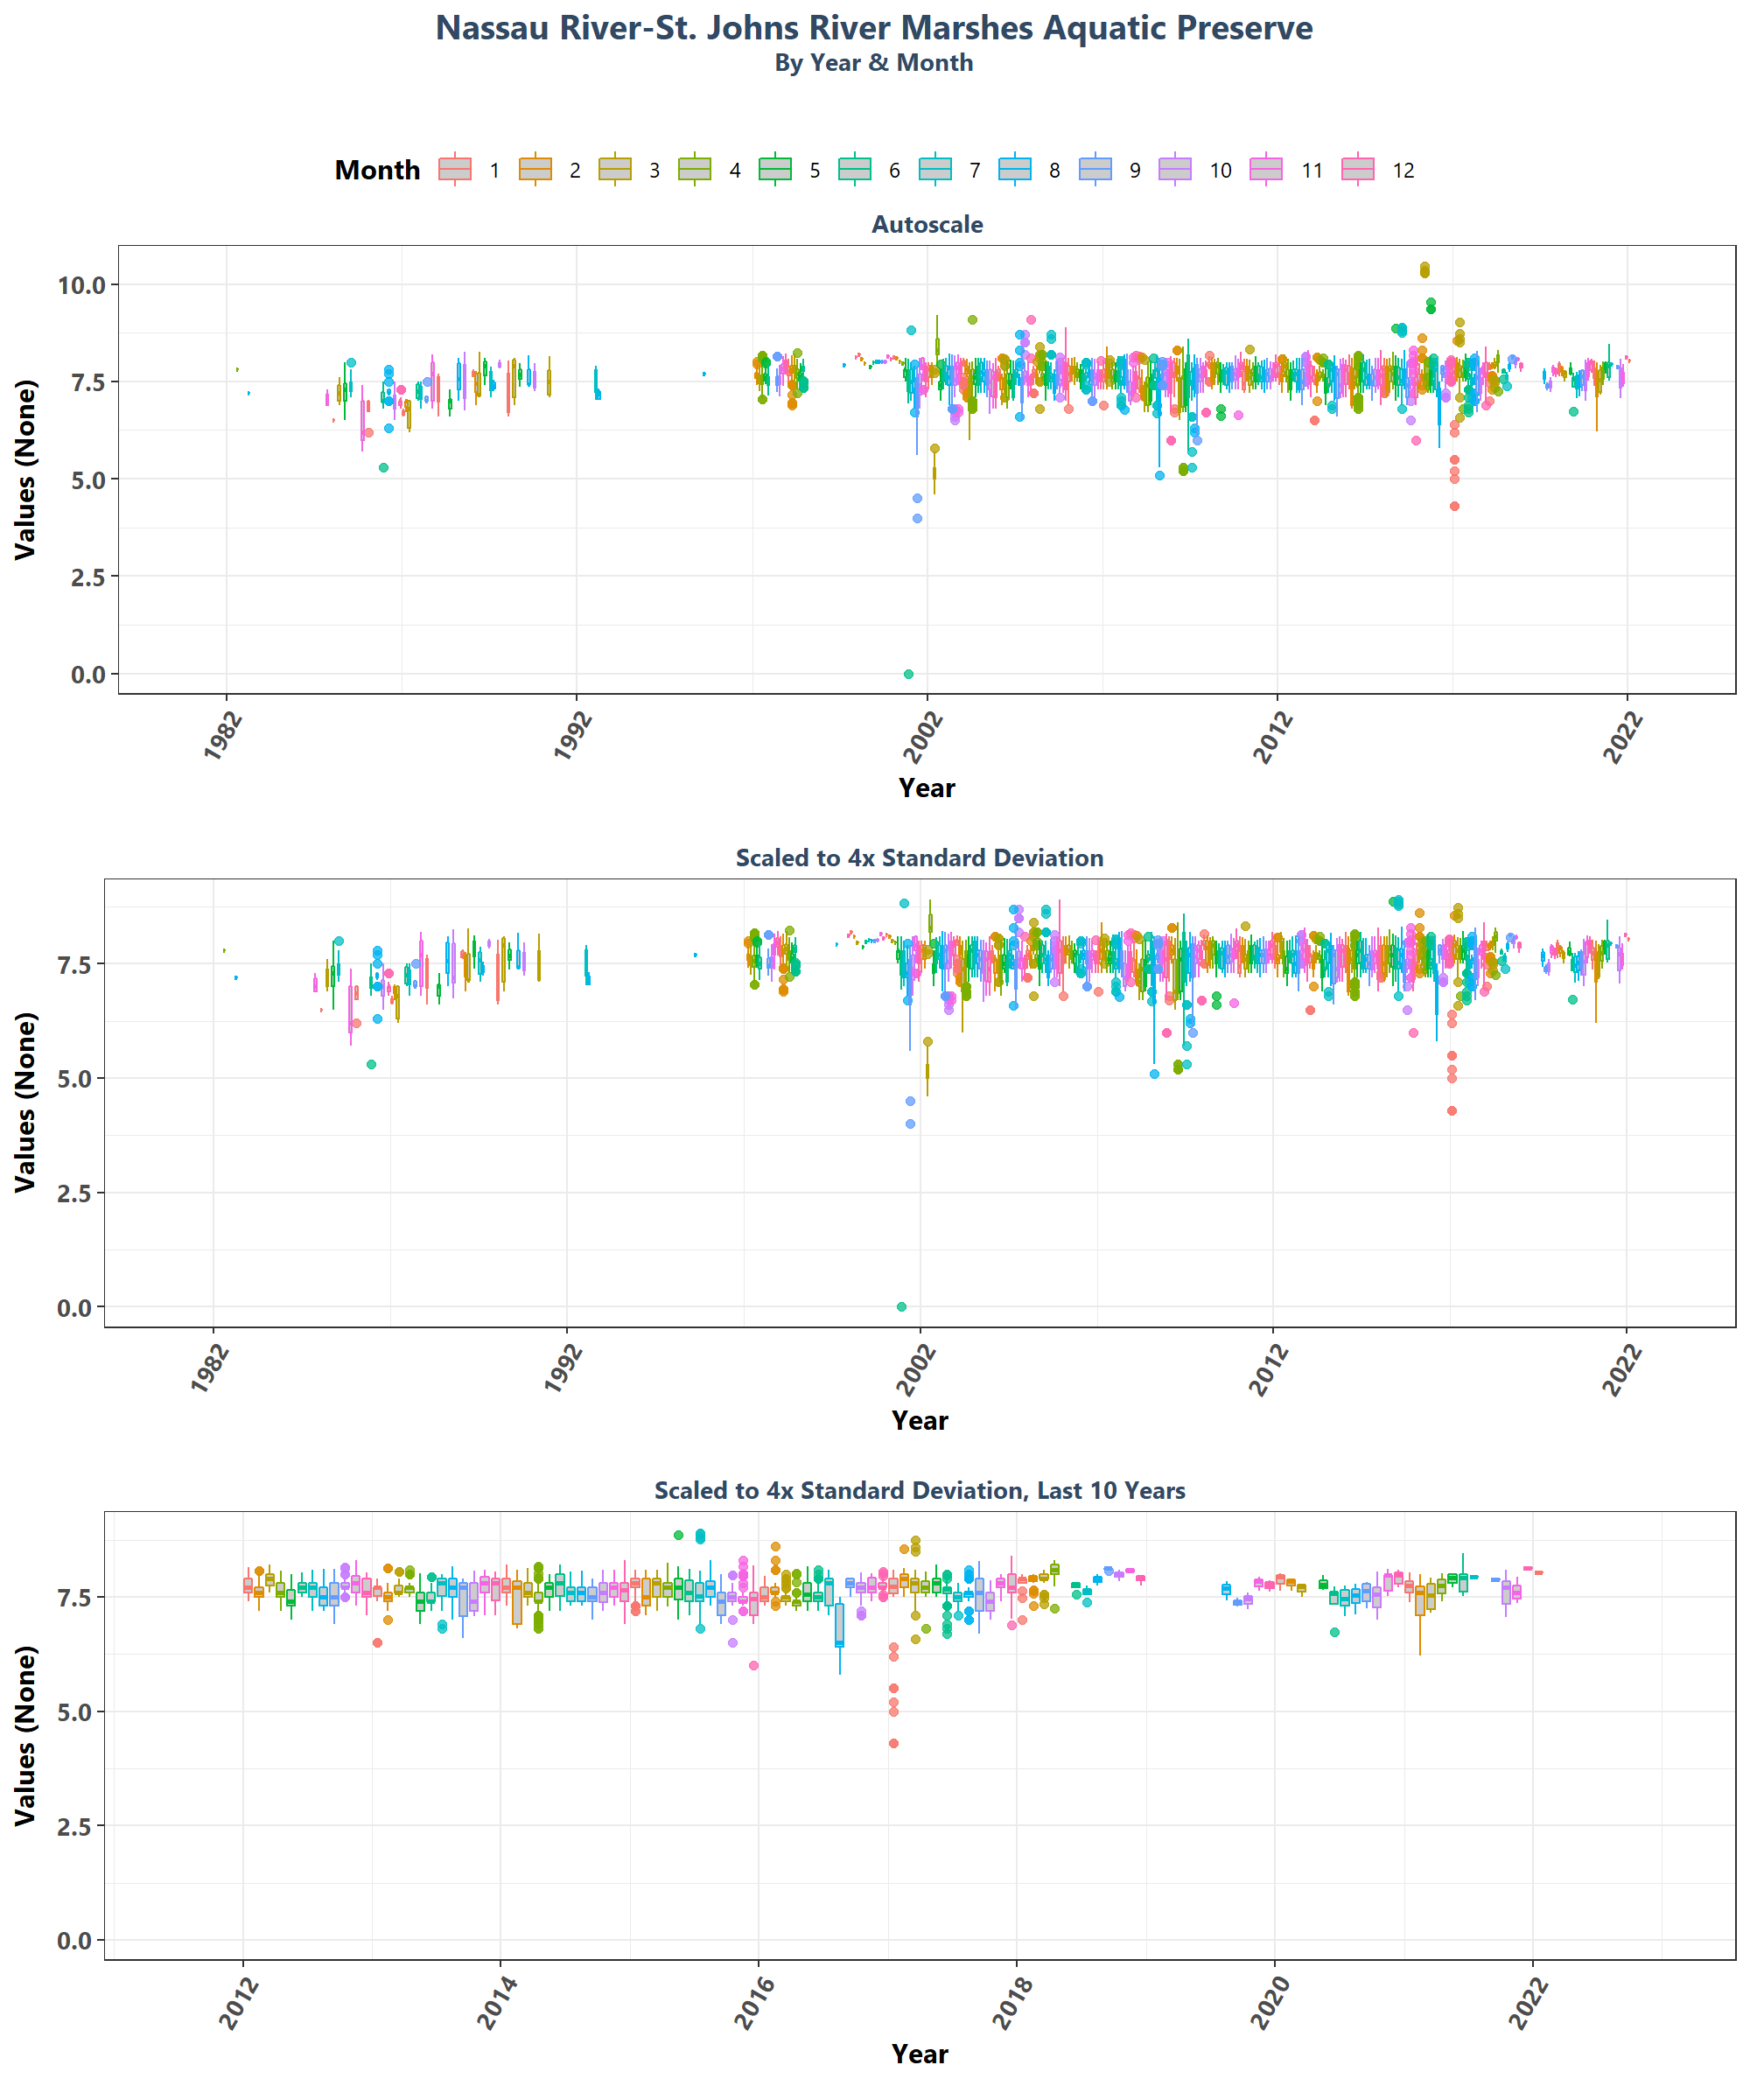 Nassau River-St. Johns River Marshes Aquatic Preserve
By Year & Month
Month 1 2 3 4 5 6 7 8 9 10 11 12
Autoscale
Values (None)
10.0
7.5
5.0
2.5
0.0
1982 1992 2002 2012 2022
Year
Scaled to 4x Standard Deviation
Values (None)
7.5
5.0
2.5
0.0
1982 1992 2002 2012 2022
Year
Scaled to 4x Standard Deviation, Last 10 Years
Values (None)
7.5
5.0
2.5
0.0
2012 2014 2016 2018 2020 2022
Year